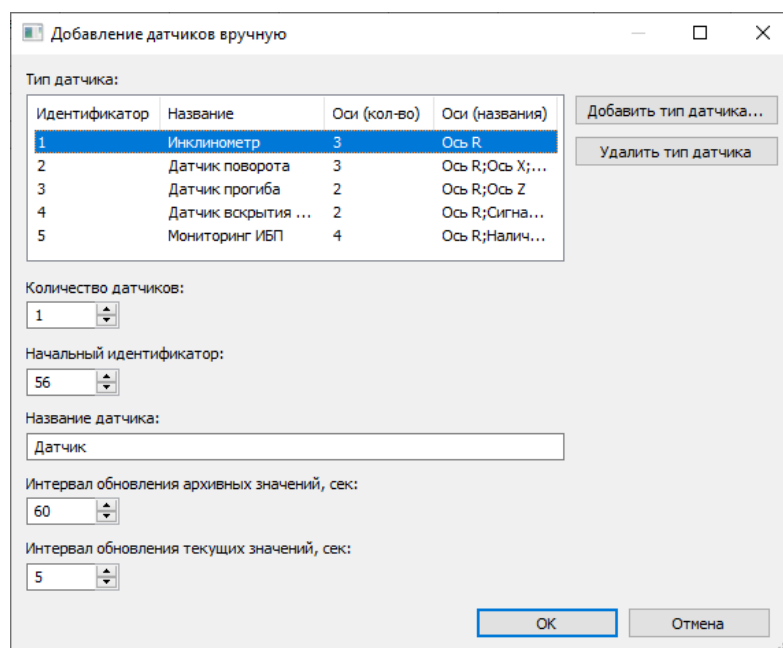 Добавление датчиков вручную
Тип датчика:
Идентификатор Название Оси (кол-во) Оси (названия)
1 Инклинометр 3 Ось R
2 Датчик поворота 3 Ось R;Ось X;...
3 Датчик прогиба 2 Ось R;Ось Z
4 Датчик вскрытия ... 2 Ось R;Сигна...
5 Мониторинг ИБП 4 Ось R;Налич...
Добавить тип датчика...
Удалить тип датчика
Количество датчиков:
1
Начальный идентификатор:
56
Название датчика:
Датчик
Интервал обновления архивных значений, сек:
60
Интервал обновления текущих значений, сек:
5
OK Отмена